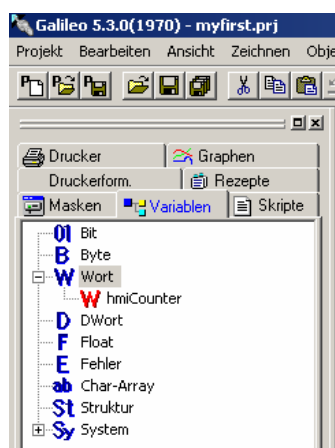 Galileo 5.3.0(1970) - myfirst.prj
Projekt Bearbeiten Ansicht Zeichnen Obje
Drucker Graphen
Druckerform. Rezepte
Masken Variablen Skripte
01 Bit
B Byte
W Wort
W hmiCounter
D DWort
F Float
E Fehler
ab Char-Array
St Struktur
Sy System